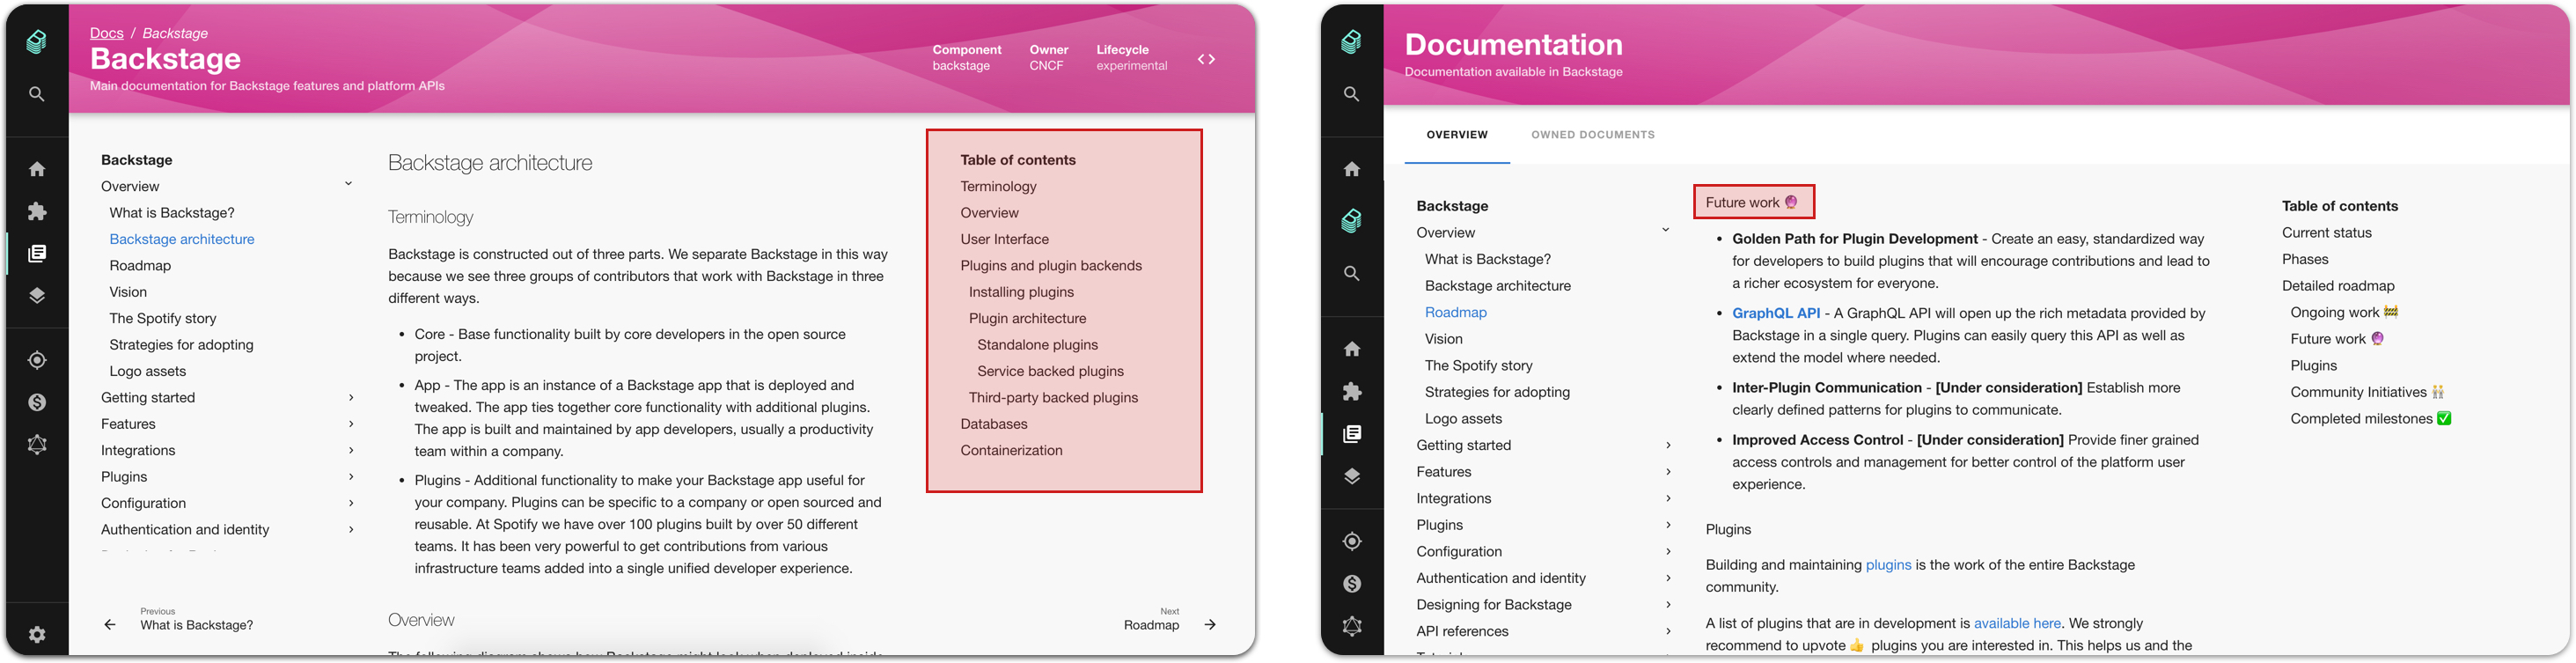 Docs / Backstage
Backstage
Main documentation for Backstage features and platform APIs
Component
backstage
Owner
CNCF
Lifecycle
experimental
Backstage
Overview
What is Backstage?
Backstage architecture
Roadmap
Vision
The Spotify story
Strategies for adopting
Logo assets
Getting started
Features
Integrations
Plugins
Configuration
Authentication and identity
Backstage architecture
Terminology
Backstage is constructed out of three parts. We separate Backstage in this way
because we see three groups of contributors that work with Backstage in three
different ways.
• Core - Base functionality built by core developers in the open source
project.
• App - The app is an instance of a Backstage app that is deployed and
tweaked. The app ties together core functionality with additional plugins.
The app is built and maintained by app developers, usually a productivity
team within a company.
• Plugins - Additional functionality to make your Backstage app useful for
your company. Plugins can be specific to a company or open sourced and
reusable. At Spotify we have over 100 plugins built by over 50 different
teams. It has been very powerful to get contributions from various
infrastructure teams added into a single unified developer experience.
Overview
Table of contents
Terminology
Overview
User Interface
Plugins and plugin backends
Installing plugins
Plugin architecture
Standalone plugins
Service backed plugins
Third-party backed plugins
Databases
Containerization
Previous
What is Backstage?
Next
Roadmap
Documentation
Documentation available in Backstage
OVERVIEW
OWNED DOCUMENTS
Backstage
Overview
What is Backstage?
Backstage architecture
Roadmap
Vision
The Spotify story
Strategies for adopting
Logo assets
Getting started
Features
Integrations
Plugins
Configuration
Authentication and identity
Designing for Backstage
API references
Future work 🔮
• Golden Path for Plugin Development - Create an easy, standardized way
for developers to build plugins that will encourage contributions and lead to
a richer ecosystem for everyone.
• GraphQL API - A GraphQL API will open up the rich metadata provided by
Backstage in a single query. Plugins can easily query this API as well as
extend the model where needed.
• Inter-Plugin Communication - [Under consideration] Establish more
clearly defined patterns for plugins to communicate.
• Improved Access Control - [Under consideration] Provide finer grained
access controls and management for better control of the platform user
experience.
Plugins
Building and maintaining plugins is the work of the entire Backstage
community.
A list of plugins that are in development is available here. We strongly
recommend to upvote 👍 plugins you are interested in. This helps us and the
Table of contents
Current status
Phases
Detailed roadmap
Ongoing work 🚧
Future work 🔮
Plugins
Community Initiatives 👬
Completed milestones ✅